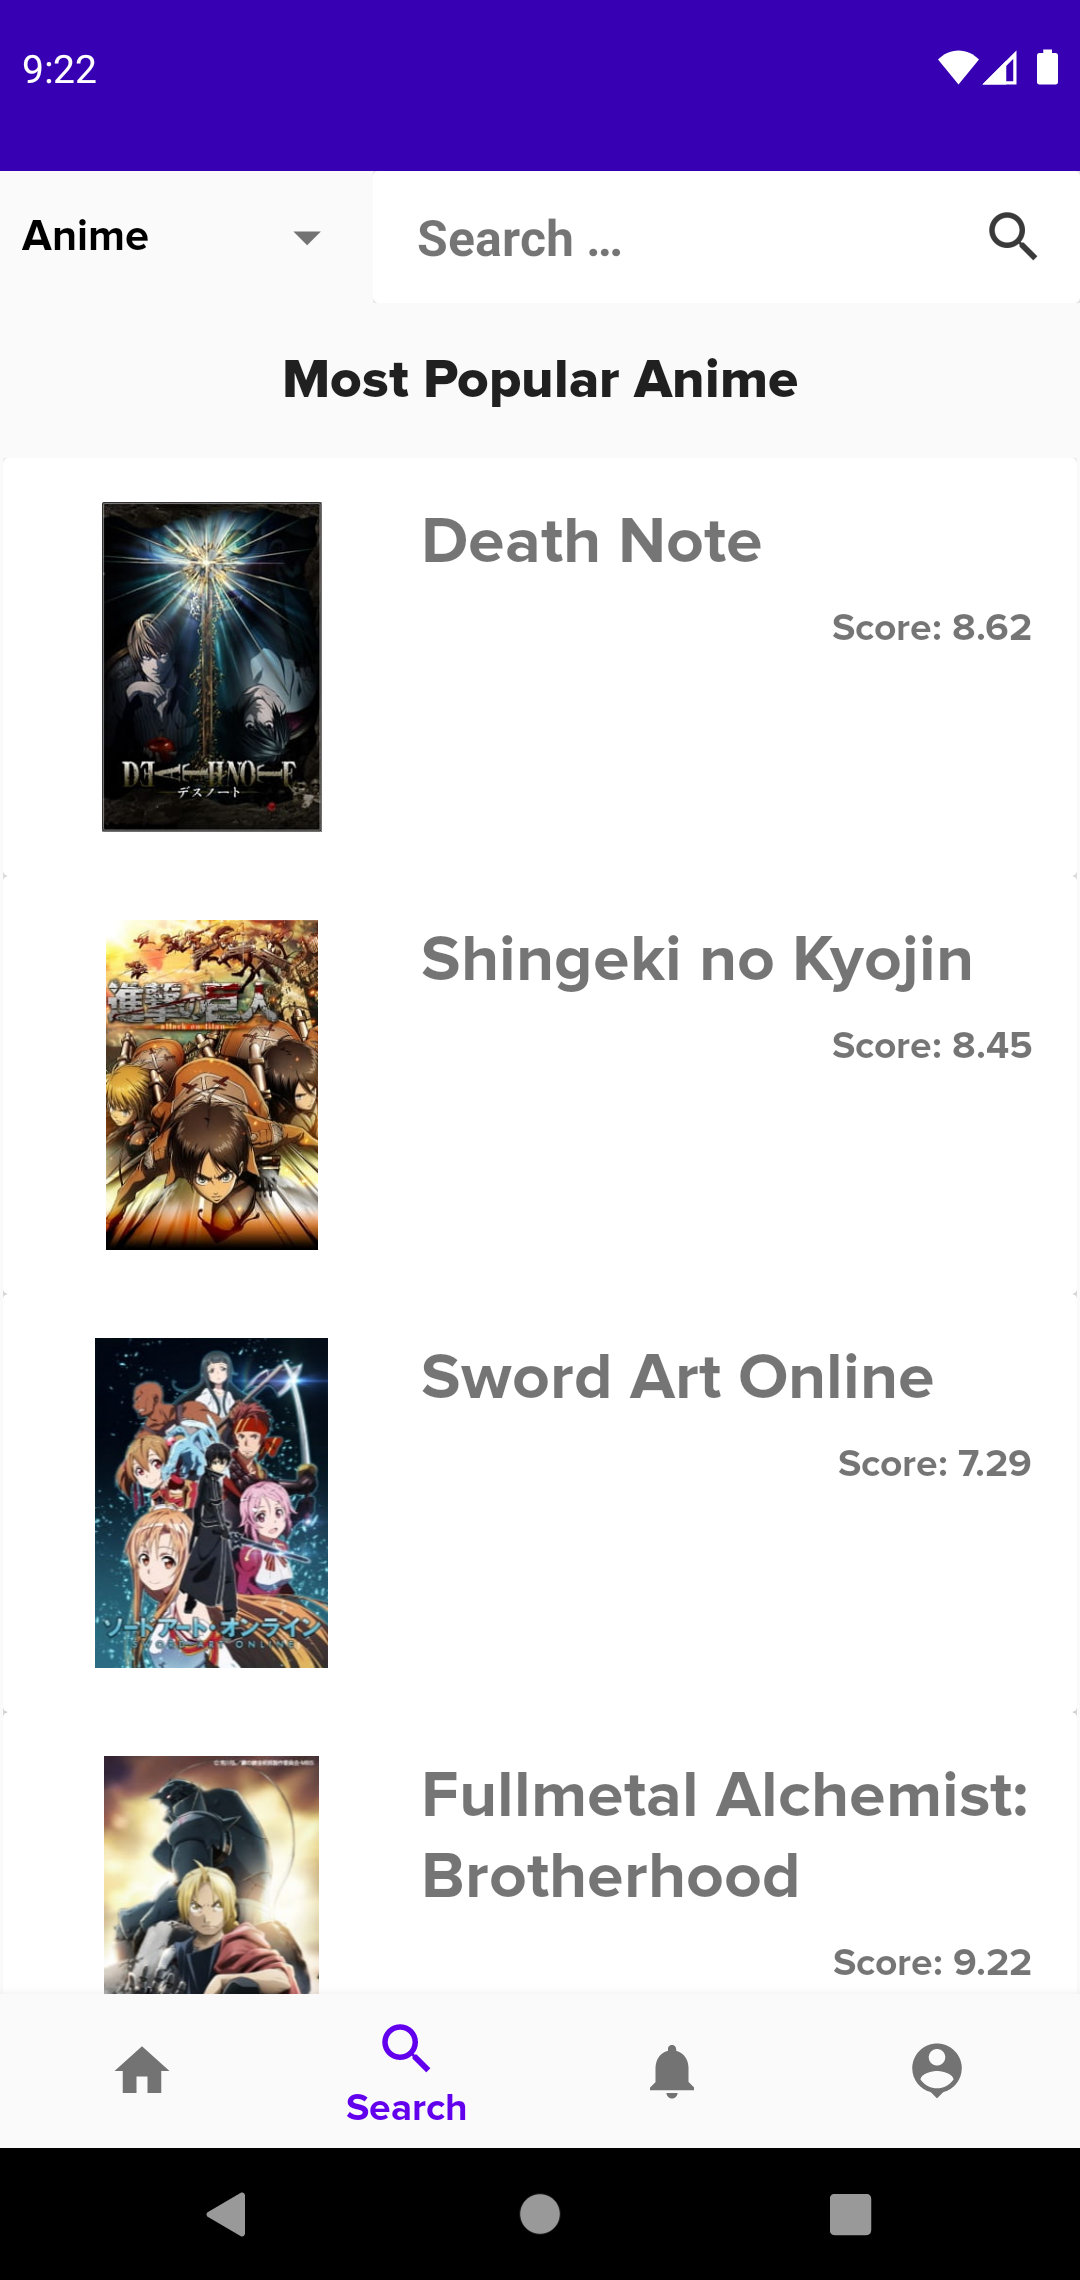 9:22
Anime
Search ...
Most Popular Anime
Death Note
Score: 8.62
DEATHNOTE
デスノート
Shingeki no Kyojin
Score: 8.45
進撃の巨人
attack on titan
Sword Art Online
Score: 7.29
ソードアート・オンライン
SWORD ART ONLINE
Fullmetal Alchemist:
Brotherhood
Score: 9.22
Search